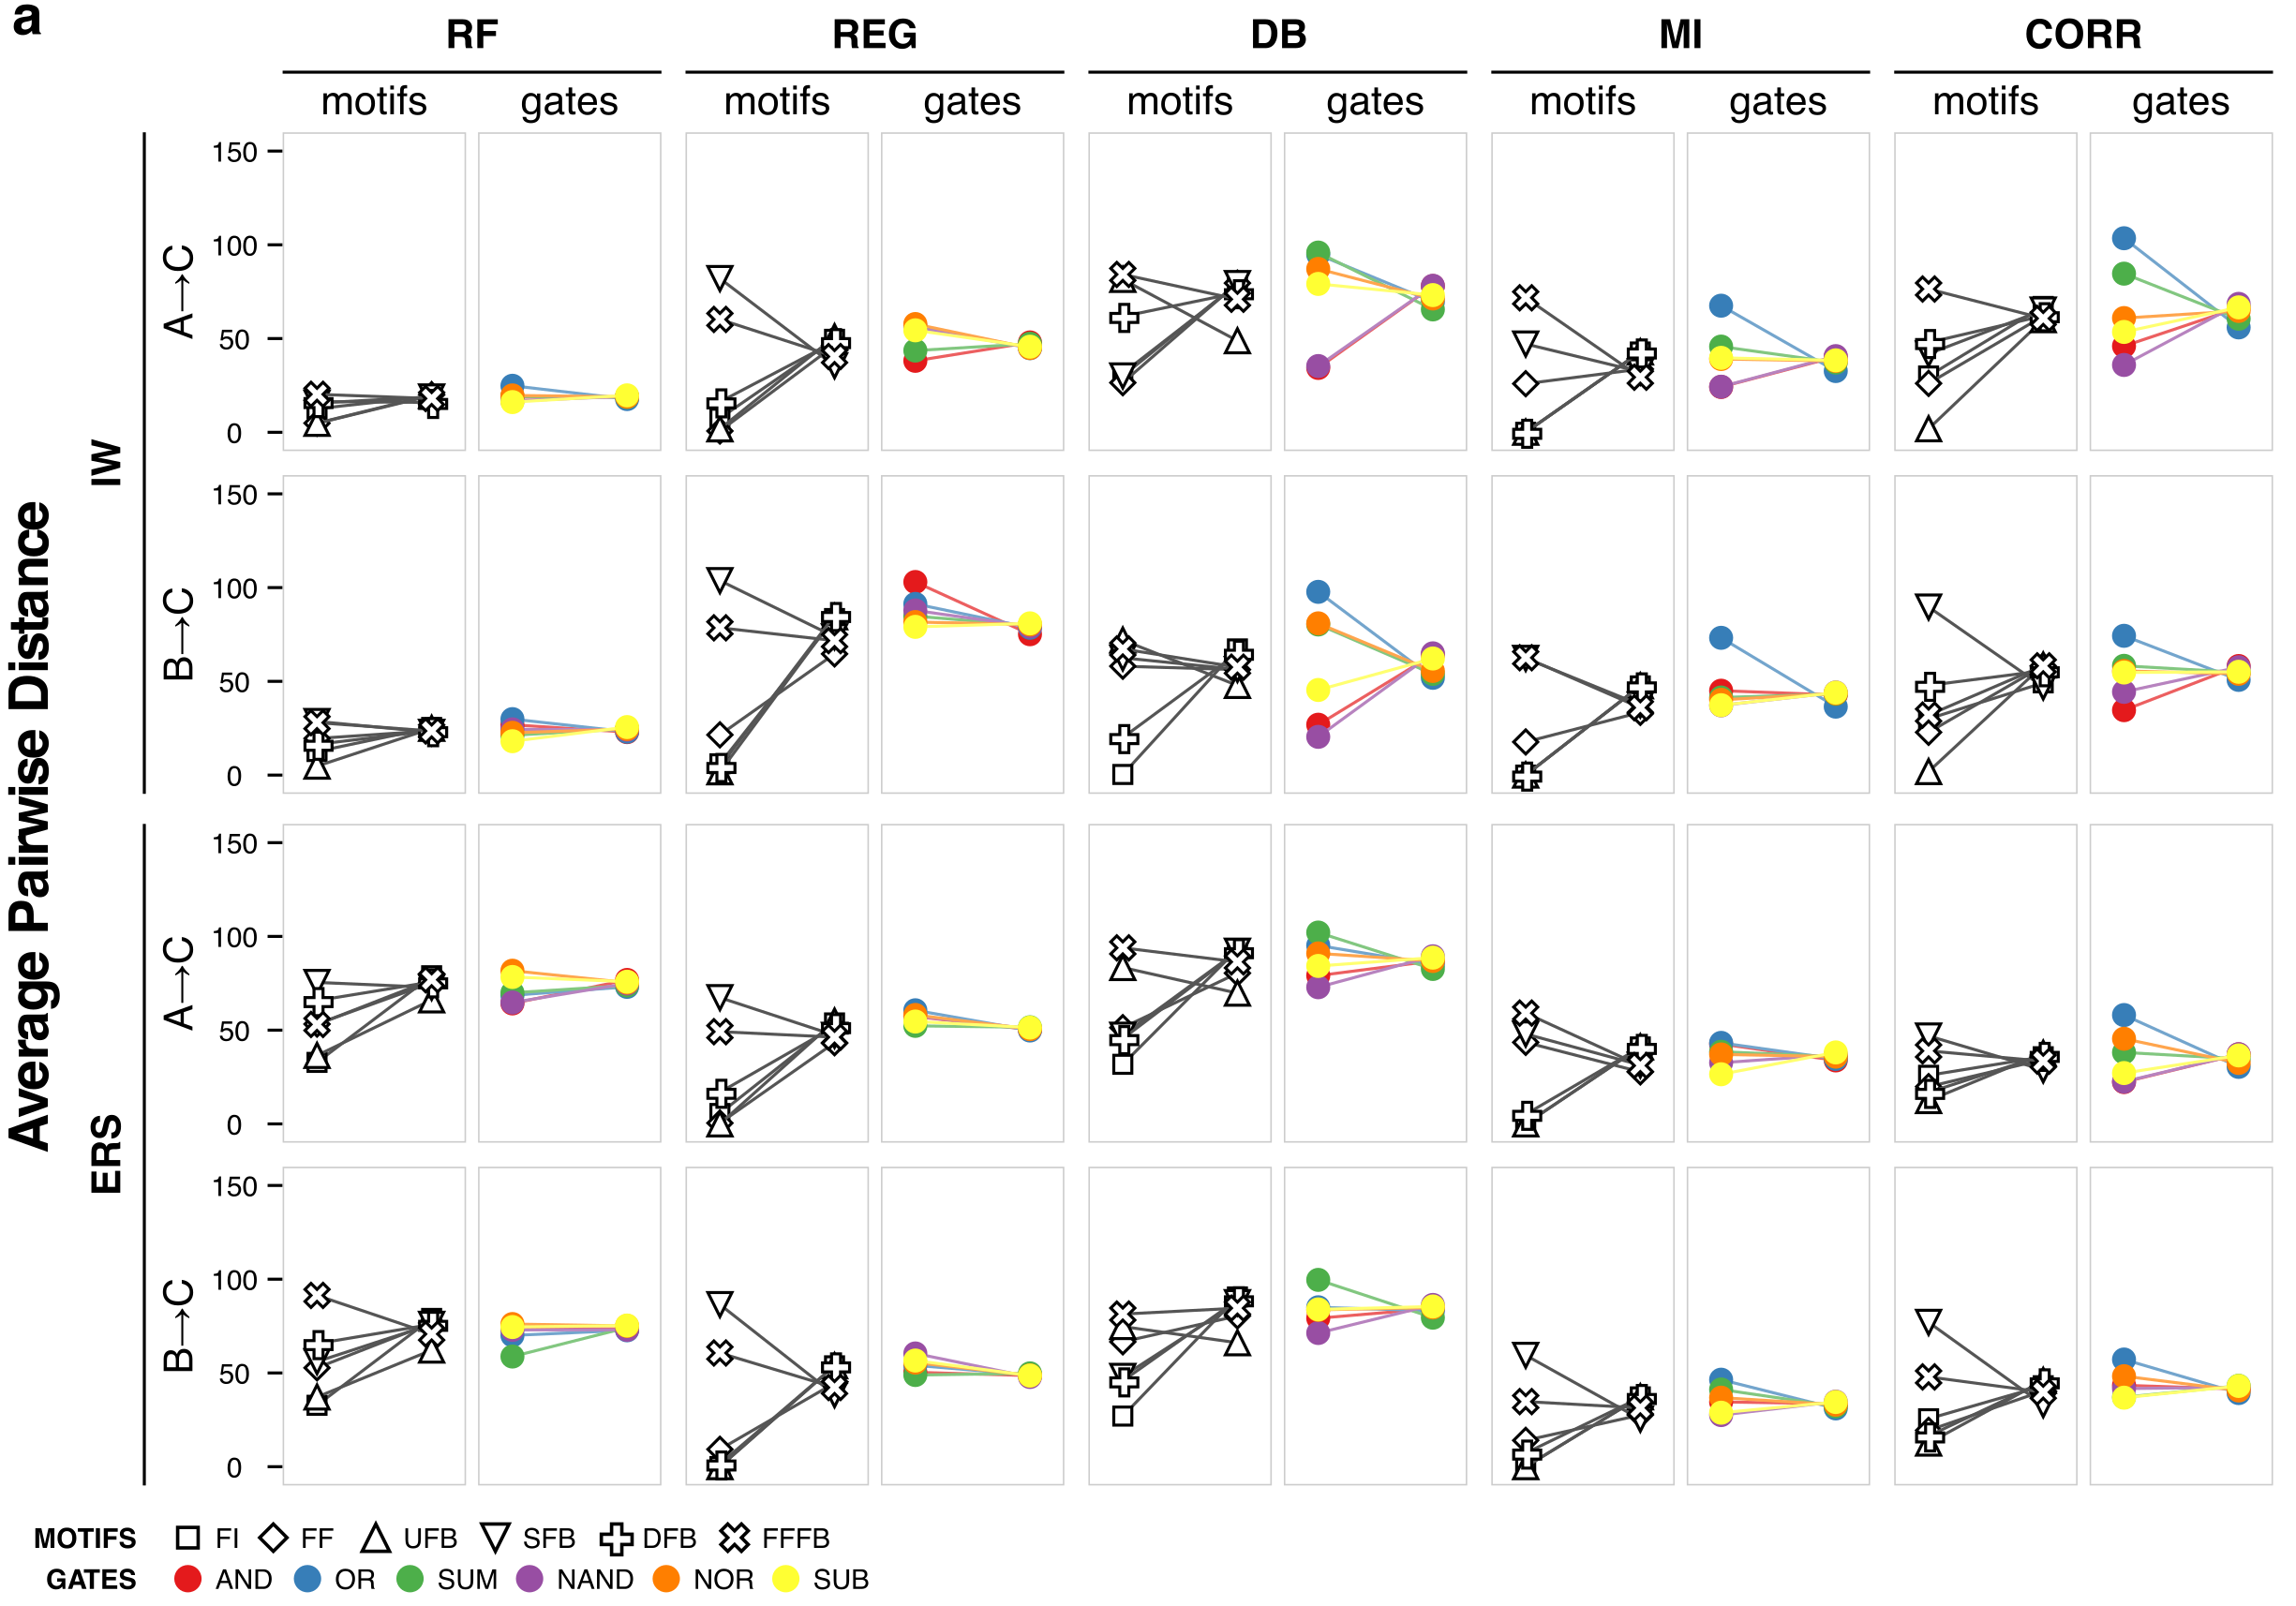 a
RF REG DB MI CORR
motifs gates motifs gates motifs gates motifs gates motifs gates
Average Pairwise Distance
IW
A→C
150
100
50
0
B→C
150
100
50
0
ERS
A→C
150
100
50
0
B→C
150
100
50
0
MOTIFS FI FF UFB SFB DFB FFFB
GATES AND OR SUM NAND NOR SUB